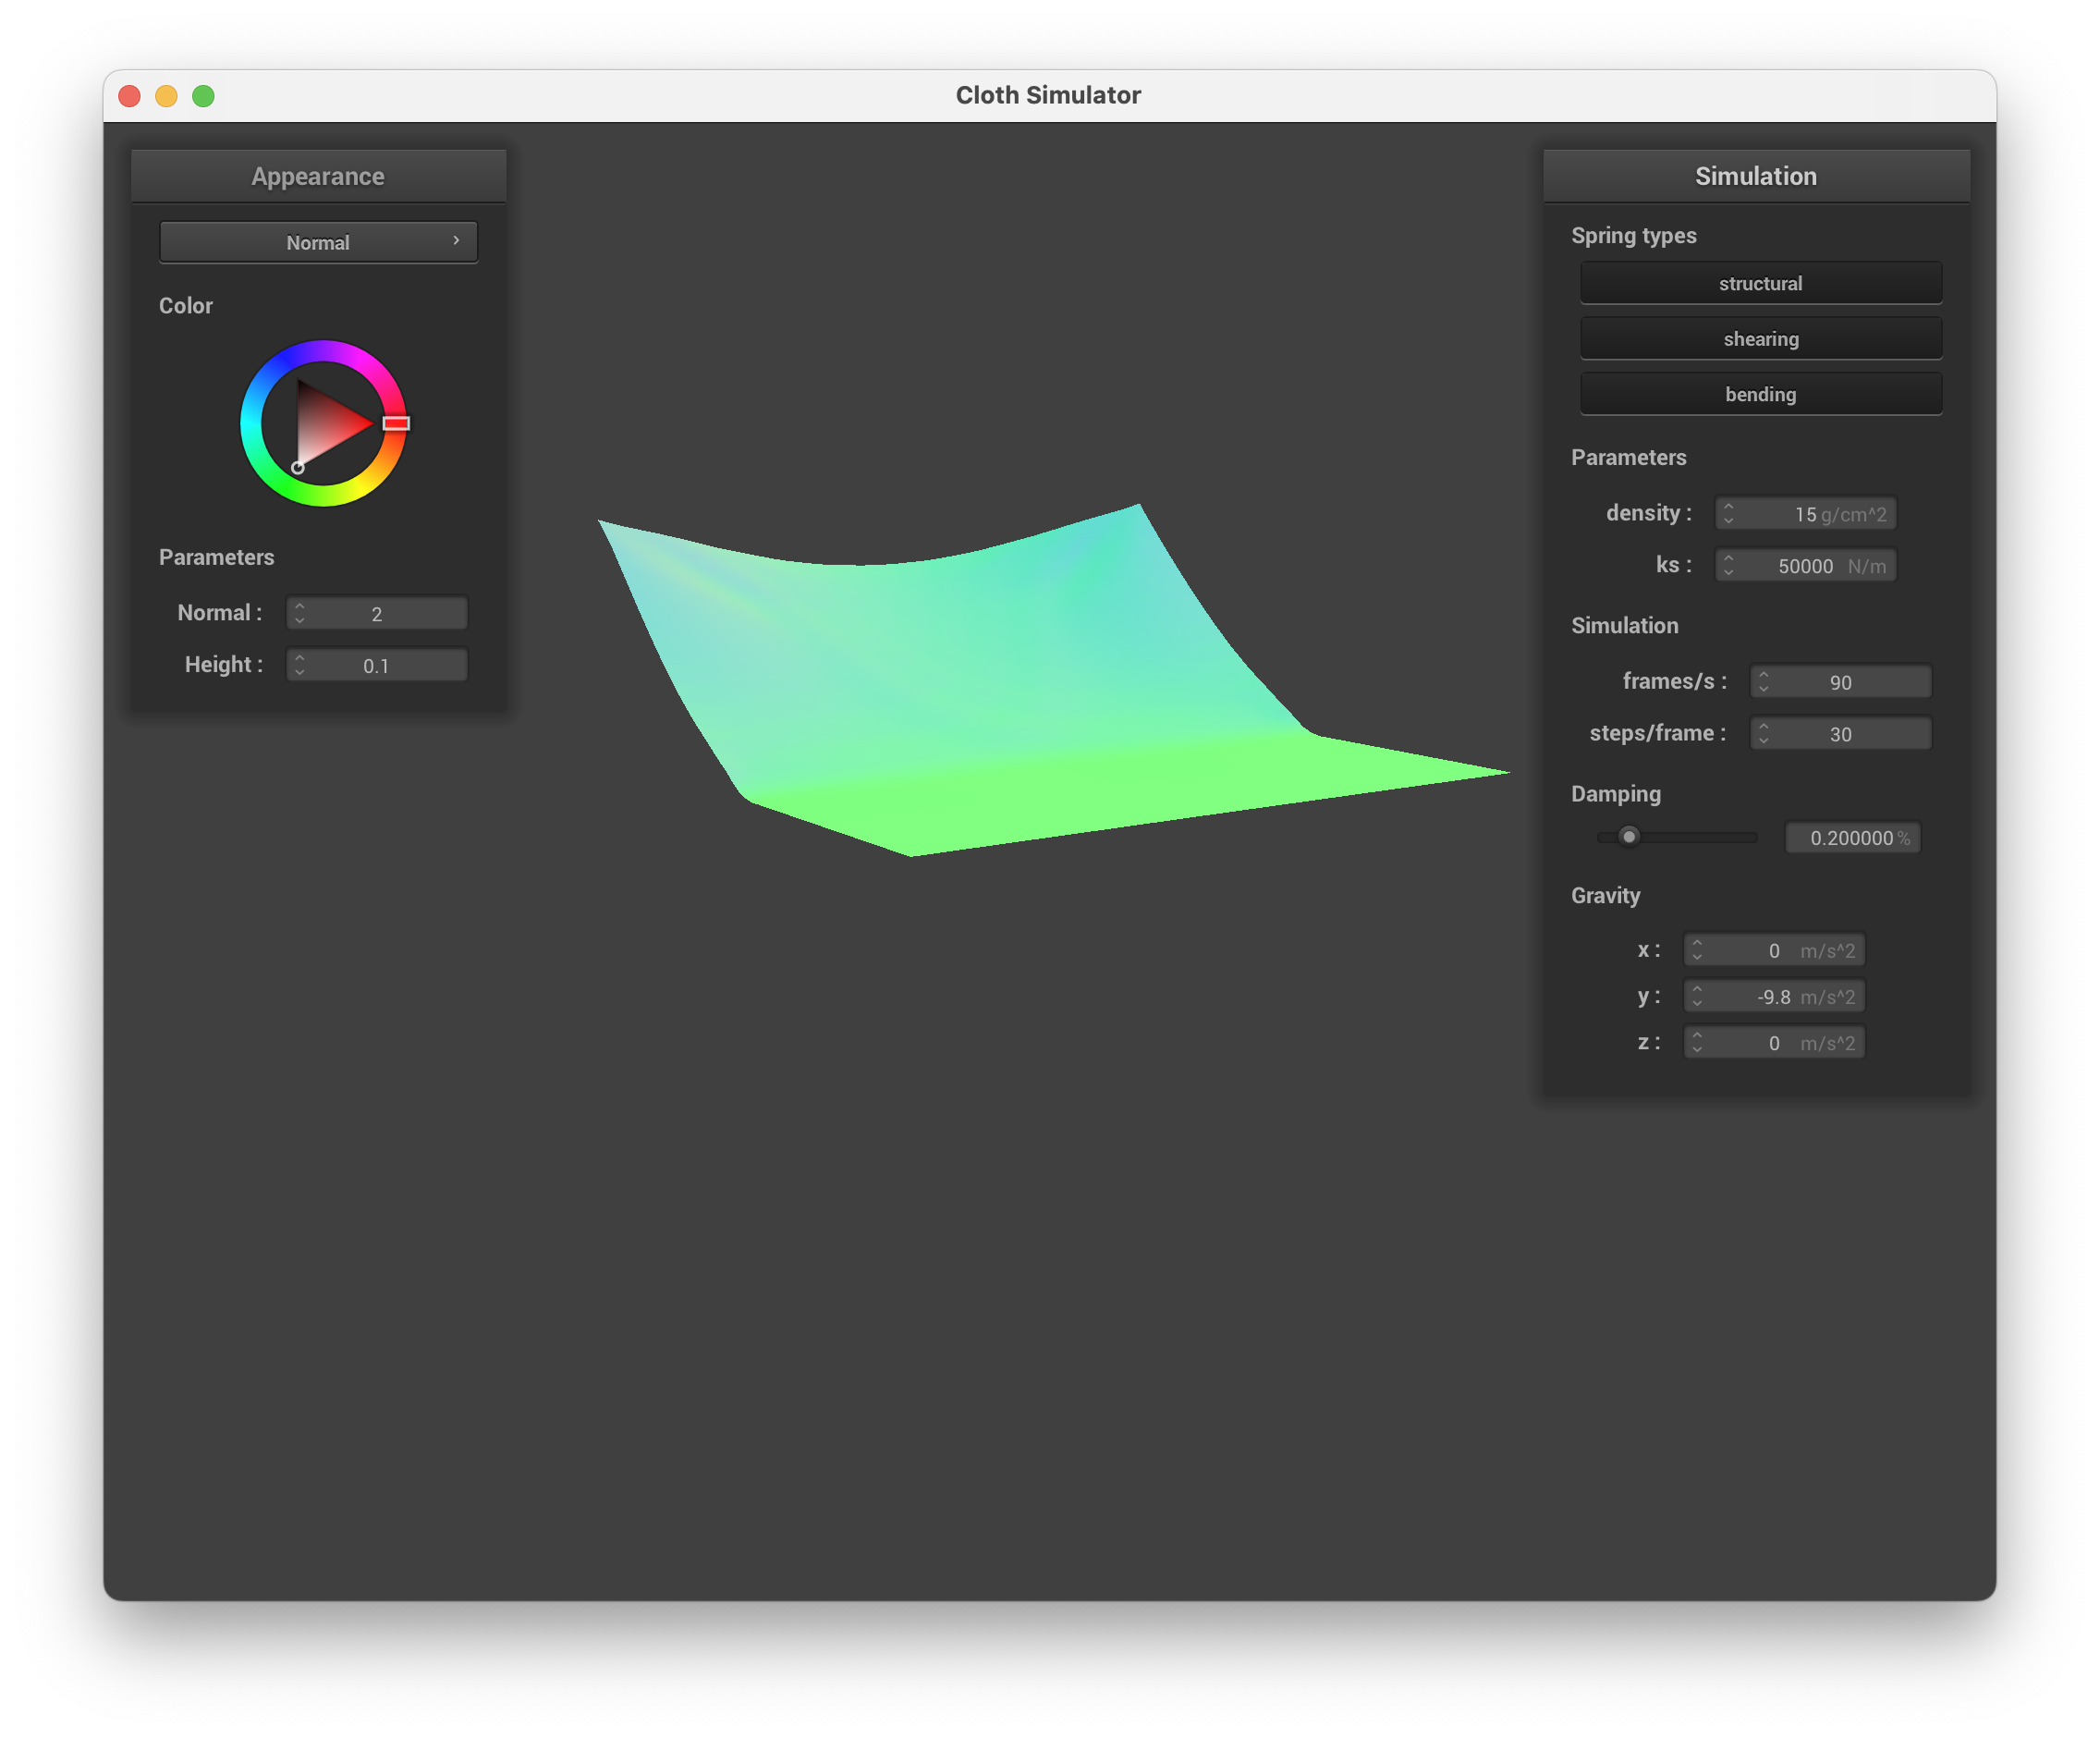 Cloth Simulator
Appearance
Normal
Color
Parameters
Normal : 2
Height : 0.1
Simulation
Spring types
structural
shearing
bending
Parameters
density : 15 g/cm^2
ks : 50000 N/m
Simulation
frames/s : 90
steps/frame : 30
Damping
0.200000 %
Gravity
x : 0 m/s^2
y : -9.8 m/s^2
z : 0 m/s^2